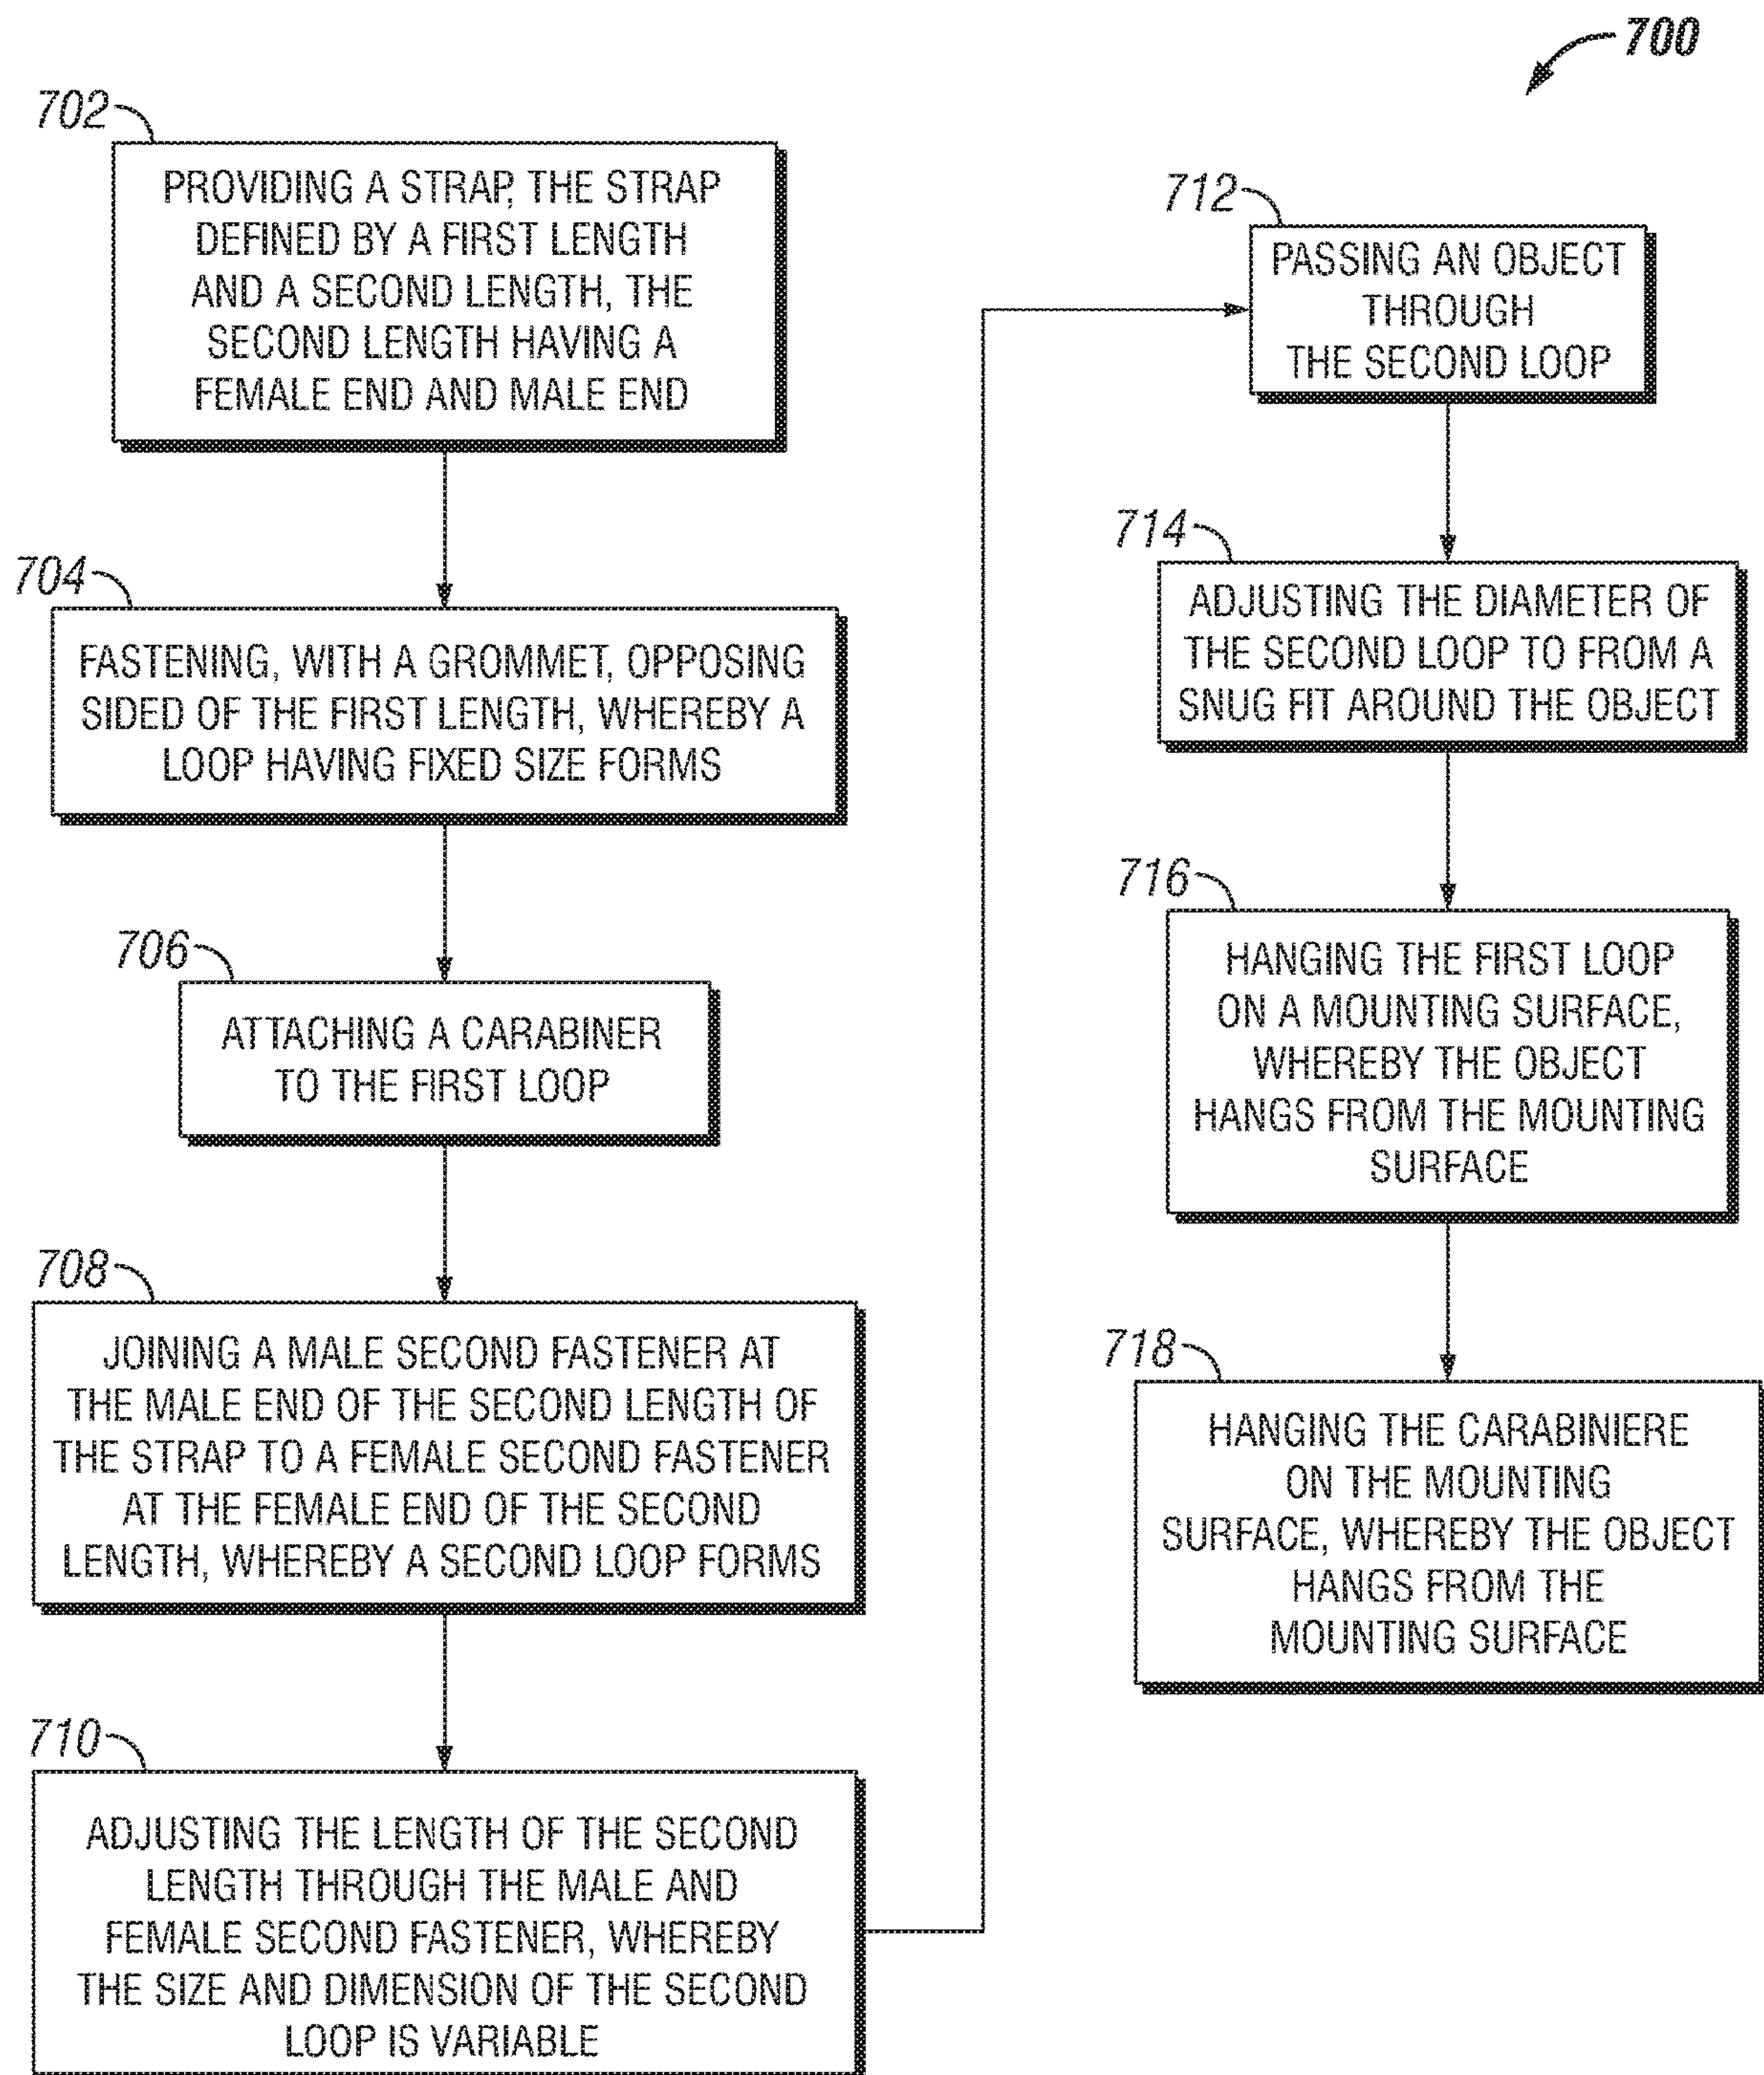 700
702
PROVIDING A STRAP, THE STRAP
DEFINED BY A FIRST LENGTH
AND A SECOND LENGTH, THE
SECOND LENGTH HAVING A
FEMALE END AND MALE END
704
FASTENING, WITH A GROMMET, OPPOSING
SIDED OF THE FIRST LENGTH, WHEREBY A
LOOP HAVING FIXED SIZE FORMS
706
ATTACHING A CARABINER
TO THE FIRST LOOP
708
JOINING A MALE SECOND FASTENER AT
THE MALE END OF THE SECOND LENGTH OF
THE STRAP TO A FEMALE SECOND FASTENER
AT THE FEMALE END OF THE SECOND
LENGTH, WHEREBY A SECOND LOOP FORMS
710
ADJUSTING THE LENGTH OF THE SECOND
LENGTH THROUGH THE MALE AND
FEMALE SECOND FASTENER, WHEREBY
THE SIZE AND DIMENSION OF THE SECOND
LOOP IS VARIABLE
712
PASSING AN OBJECT
THROUGH
THE SECOND LOOP
714
ADJUSTING THE DIAMETER OF
THE SECOND LOOP TO FROM A
SNUG FIT AROUND THE OBJECT
716
HANGING THE FIRST LOOP
ON A MOUNTING SURFACE,
WHEREBY THE OBJECT
HANGS FROM THE MOUNTING
SURFACE
718
HANGING THE CARABINIERE
ON THE MOUNTING
SURFACE, WHEREBY THE OBJECT
HANGS FROM THE
MOUNTING SURFACE